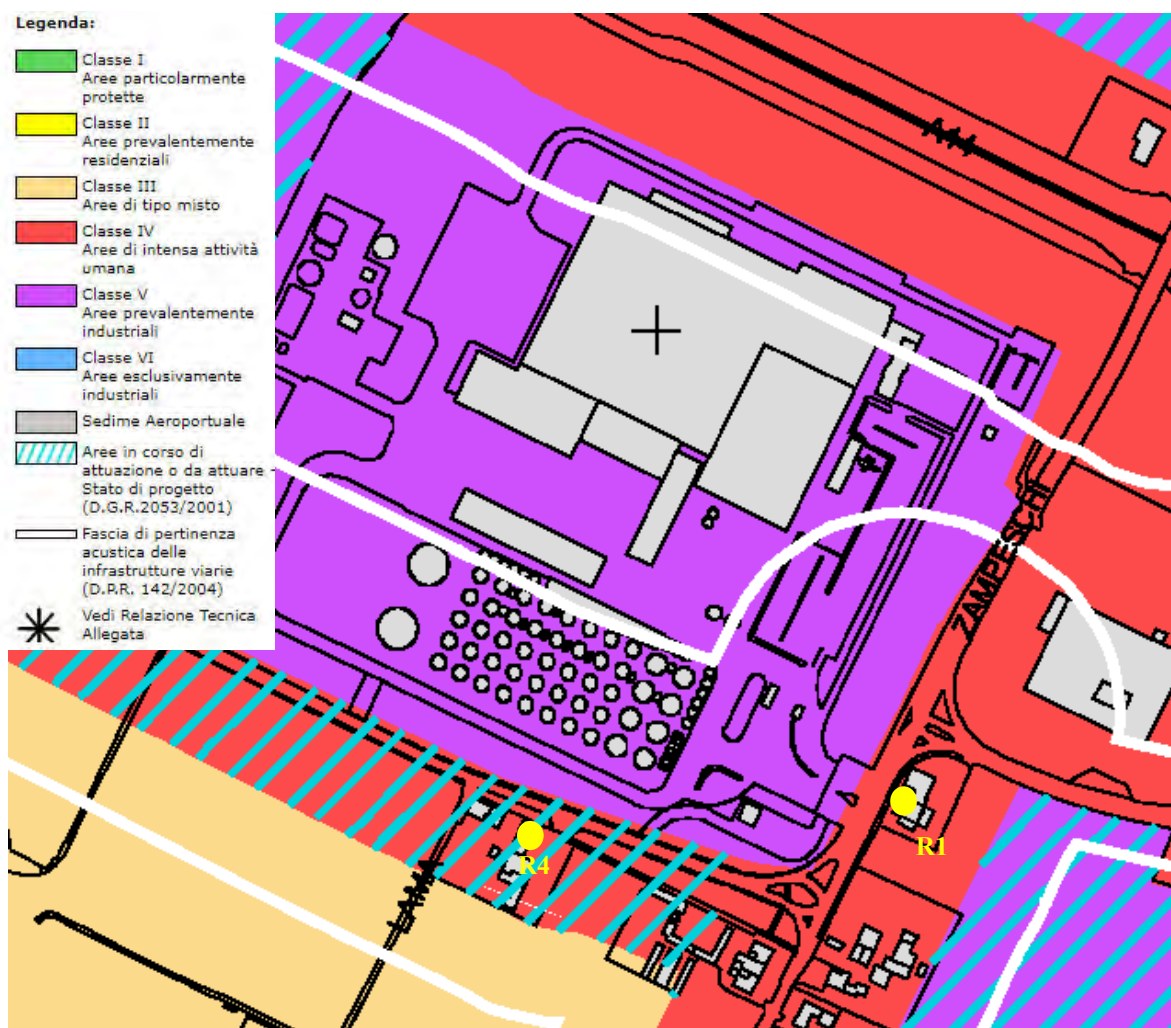 Legenda:
Classe I
Aree particolarmente
protette
Classe II
Aree prevalentemente
residenziali
Classe III
Aree di tipo misto
Classe IV
Aree di intensa attività
umana
Classe V
Aree prevalentemente
industriali
Classe VI
Aree esclusivamente
industriali
Sedime Aeroportuale
Aree in corso di
attuazione o da attuare -
Stato di progetto
(D.G.R.2053/2001)
Fascia di pertinenza
acustica delle
infrastrutture viarie
(D.P.R. 142/2004)
Vedi Relazione Tecnica
Allegata
A14
ZAMPESCHI
R1
R4
LAMA